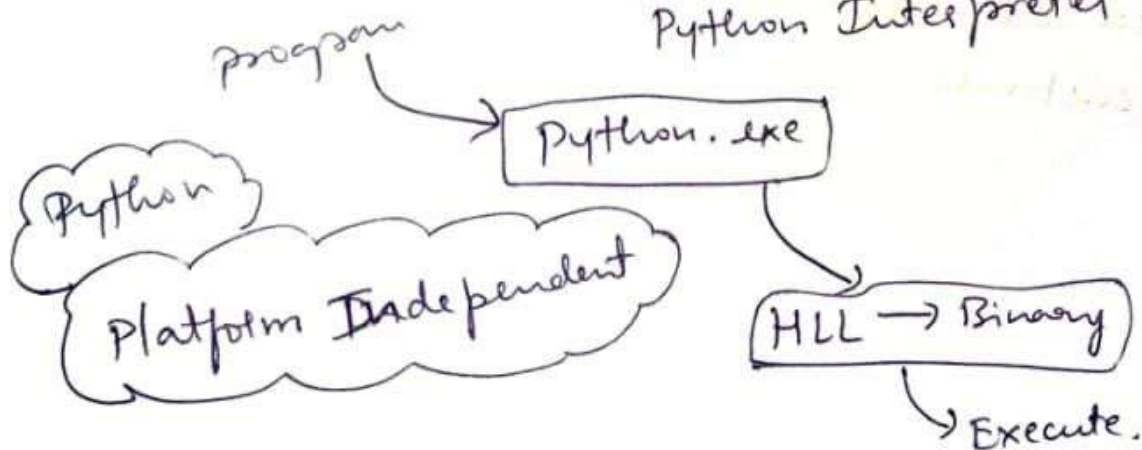 Python Interpreter
program
Python.exe
Python
Platform Independent
HLL → Binary
Execute.